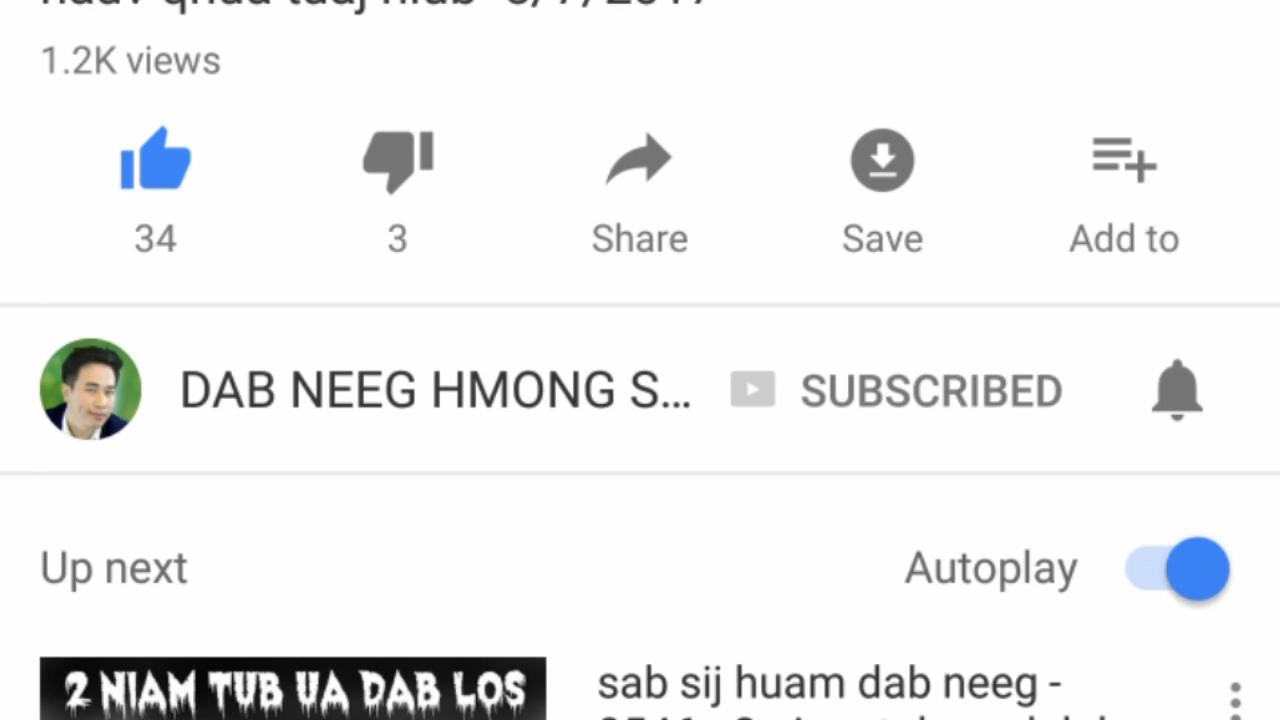 1.2K views
34
3
Share
Save
Add to
DAB NEEG HMONG S...
SUBSCRIBED
Up next
Autoplay
2 NIAM TUB UA DAB LOS
sab sij huam dab neeg -